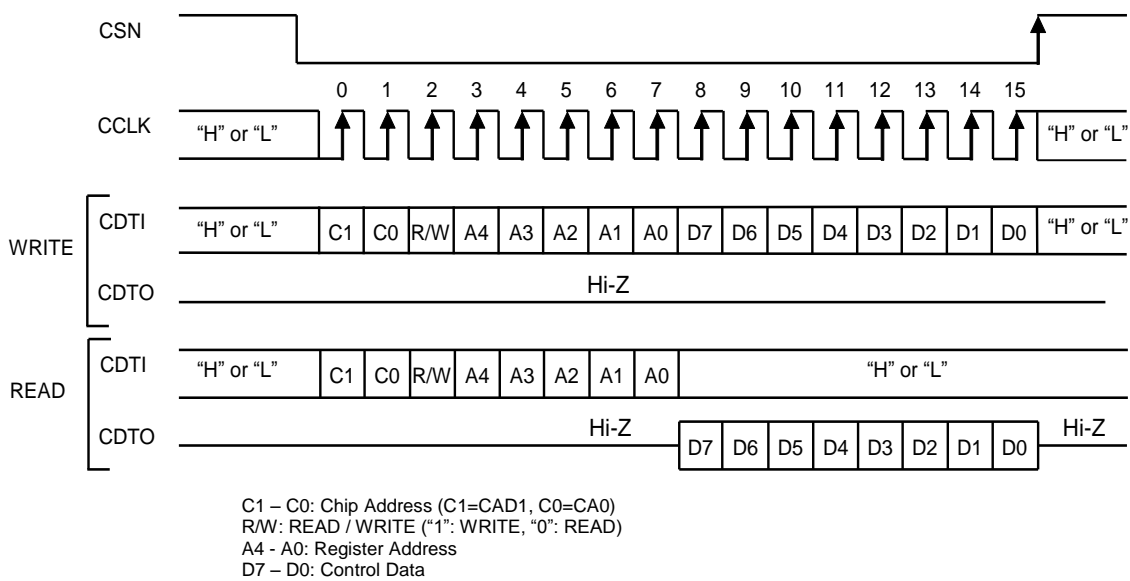 CSN
0 1 2 3 4 5 6 7 8 9 10 11 12 13 14 15
CCLK “H” or “L” “H” or “L”
WRITE
CDTI “H” or “L” C1 C0 R/W A4 A3 A2 A1 A0 D7 D6 D5 D4 D3 D2 D1 D0 “H” or “L”
CDTO Hi-Z
READ
CDTI “H” or “L” C1 C0 R/W A4 A3 A2 A1 A0 “H” or “L”
CDTO Hi-Z D7 D6 D5 D4 D3 D2 D1 D0 Hi-Z
C1 – C0: Chip Address (C1=CAD1, C0=CA0)
R/W: READ / WRITE (“1”: WRITE, “0”: READ)
A4 - A0: Register Address
D7 – D0: Control Data